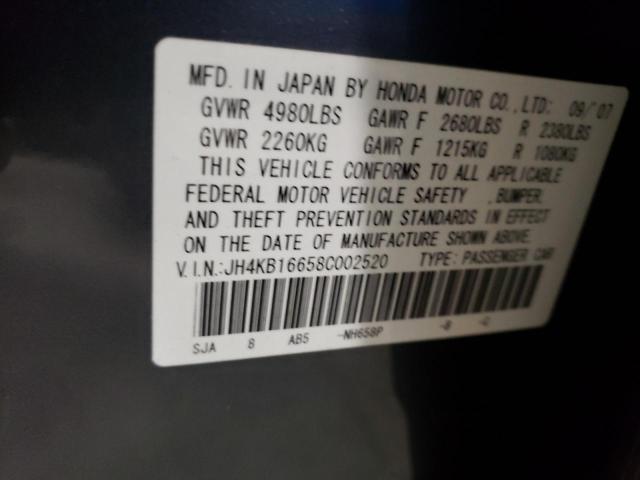 MFD. IN JAPAN BY HONDA MOTOR CO., LTD: 09/'07
GVWR 4980LBS GAWR F 2680LBS R 2380LBS
GVWR 2260KG GAWR F 1215KG R 1080KG
THIS VEHICLE CONFORMS TO ALL APPLICABLE
FEDERAL MOTOR VEHICLE SAFETY , BUMPER,
AND THEFT PREVENTION STANDARDS IN EFFECT
ON THE DATE OF MANUFACTURE SHOWN ABOVE.
V.I.N.:JH4KB16658C002520 TYPE: PASSENGER CAR
SJA 8 AB5 -NH658P -B -C